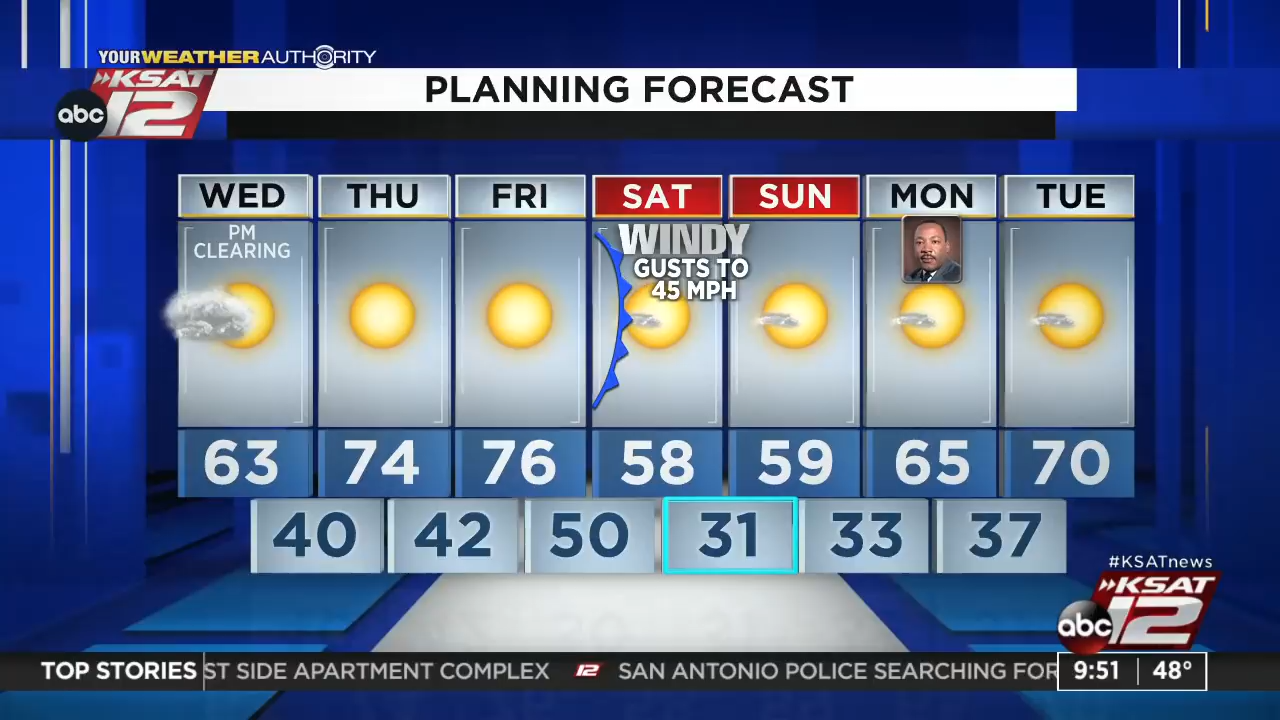 YOURWEATHERAUTHORITY
KSAT
abc 12
PLANNING FORECAST
WED THU FRI SAT SUN MON TUE
PM
CLEARING
WINDY
GUSTS TO
45 MPH
63 74 76 58 59 65 70
40 42 50 31 33 37
#KSATnews
KSAT
abc 12
TOP STORIES ST SIDE APARTMENT COMPLEX 12 SAN ANTONIO POLICE SEARCHING FOR 9:51 48°